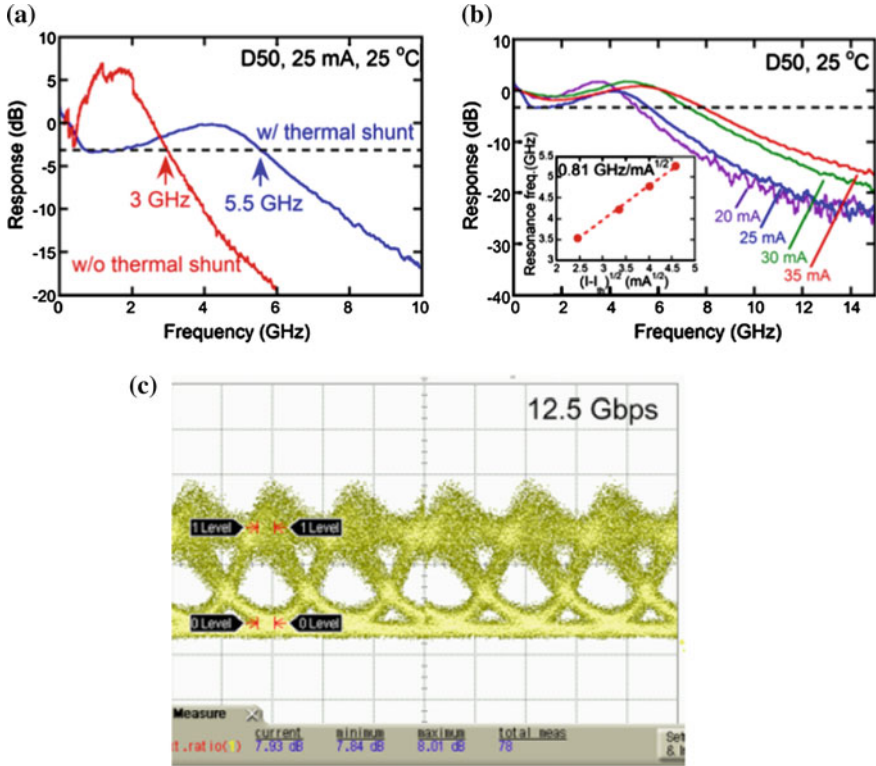 (a)
D50, 25 mA, 25 °C
10
5
0
-5
-10
-15
-20
Response (dB)
w/ thermal shunt
3 GHz
5.5 GHz
w/o thermal shunt
0 2 4 6 8 10
Frequency (GHz)
(b)
D50, 25 °C
20
10
0
-10
-20
-30
-40
Response (dB)
0.81 GHz/mA1/2
Resonance freq.(GHz)
5.5
5
4.5
4
3.5
3
2 2.5 3 3.5 4 4.5 5
(I-Ith)1/2 (mA1/2)
20 mA
25 mA
30 mA
35 mA
0 2 4 6 8 10 12 14
Frequency (GHz)
(c)
12.5 Gbps
1 Level 1 Level
0 Level 0 Level
Measure
current minimum maximum total meas
ct.ratio(1) 7.93 dB 7.84 dB 8.01 dB 78
& I